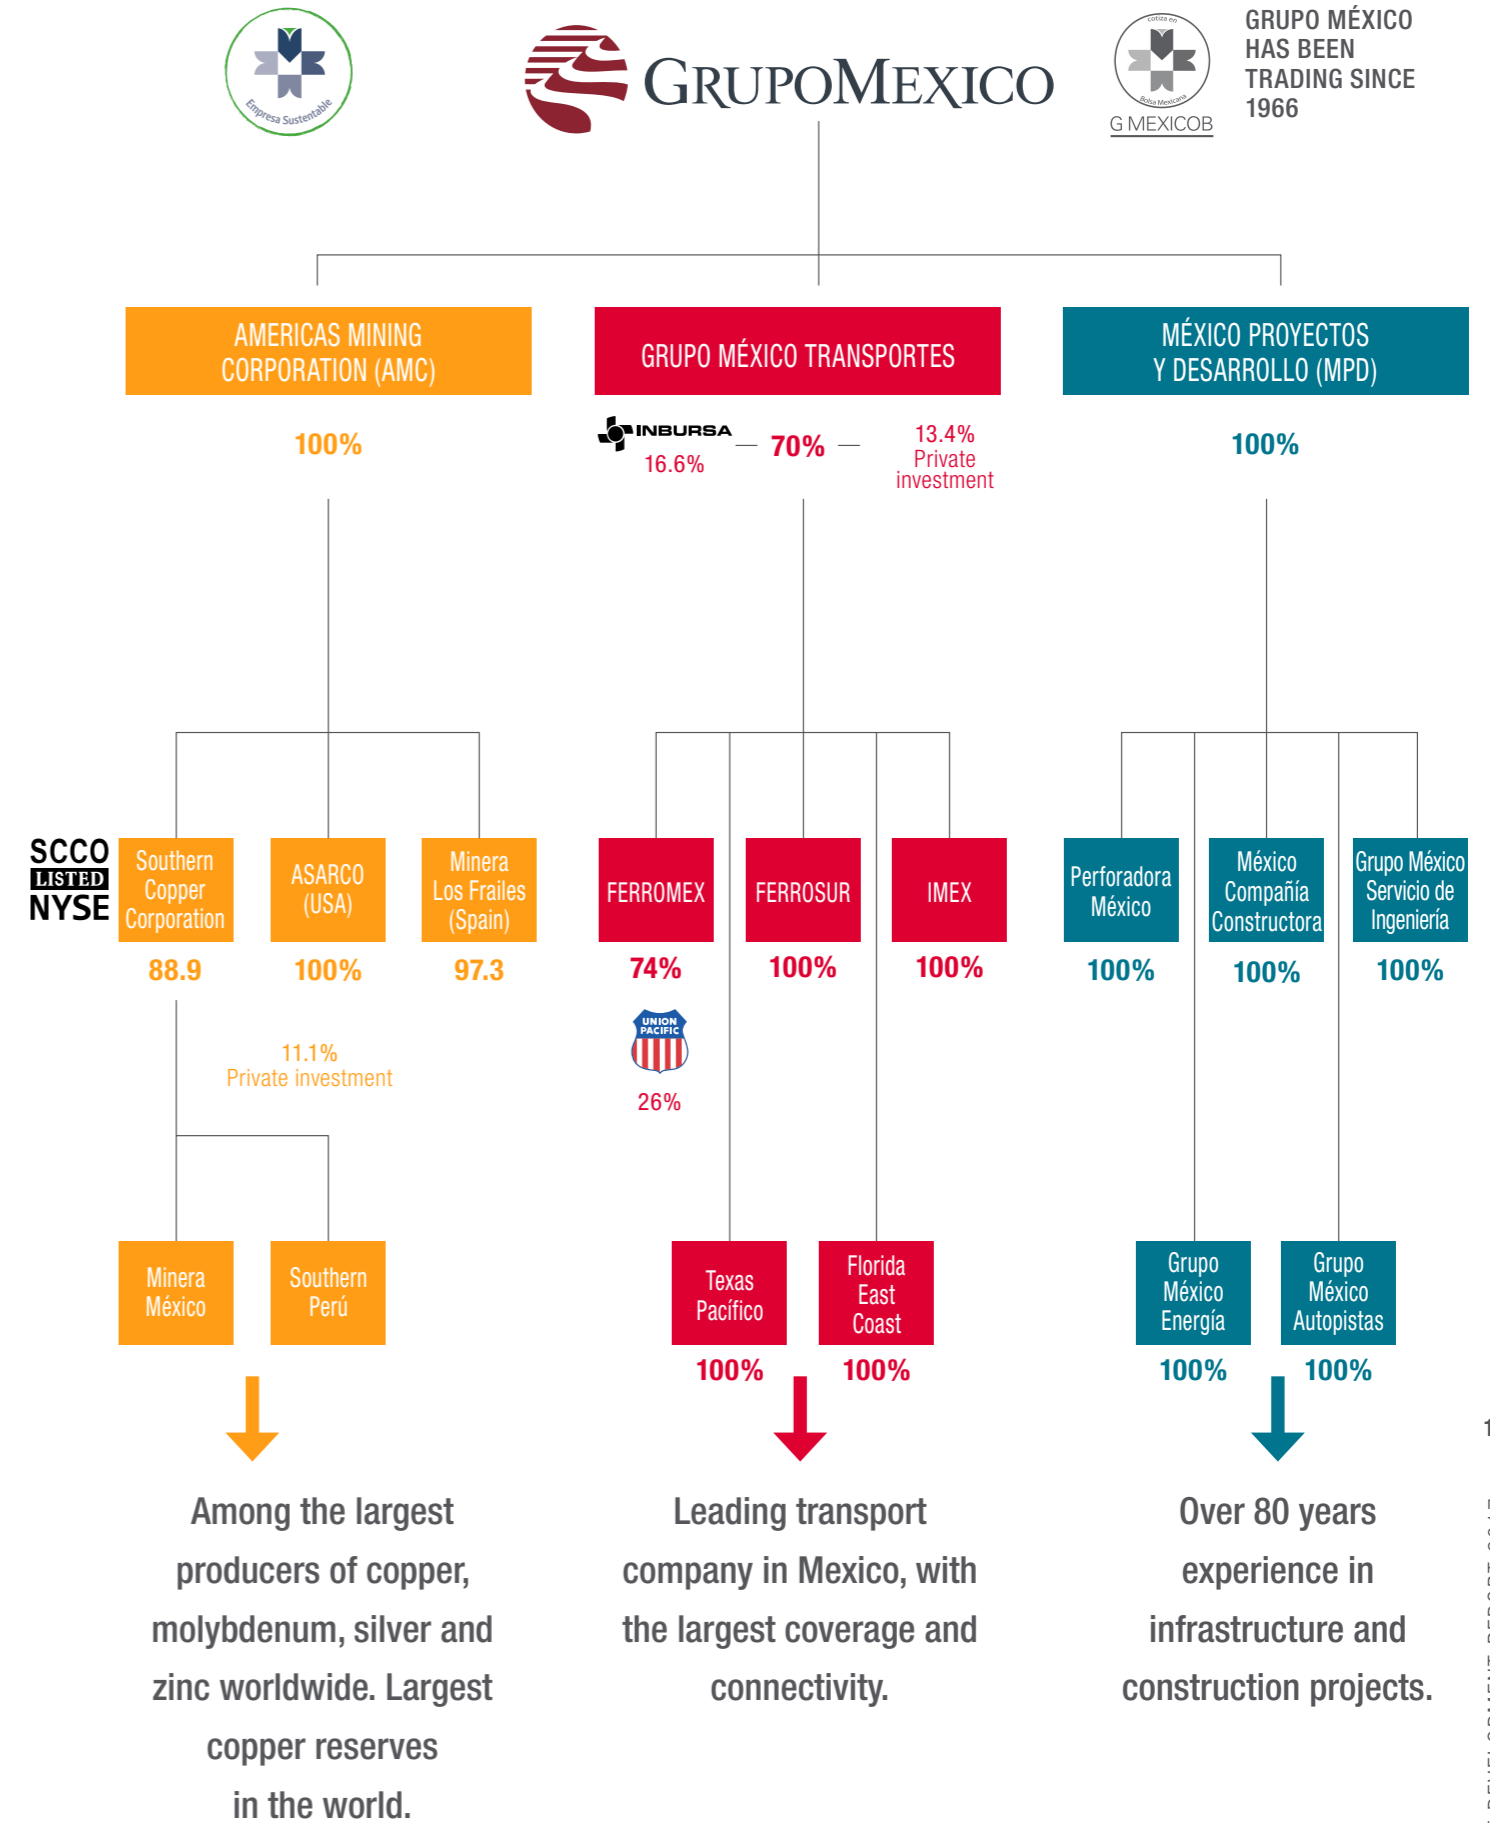 Empresa Sustentable
GRUPOMEXICO
cotiza en
Bolsa Mexicana
G MEXICOB
GRUPO MÉXICO
HAS BEEN
TRADING SINCE
1966
AMERICAS MINING
CORPORATION (AMC)
100%
GRUPO MÉXICO TRANSPORTES
INBURSA
16.6%
70%
13.4%
Private
investment
MÉXICO PROYECTOS
Y DESARROLLO (MPD)
100%
SCCO
LISTED
NYSE
Southern
Copper
Corporation
88.9
ASARCO
(USA)
100%
Minera
Los Frailes
(Spain)
97.3
11.1%
Private investment
FERROMEX
74%
UNION
PACIFIC
26%
FERROSUR
100%
IMEX
100%
Perforadora
México
100%
México
Compañía
Constructora
100%
Grupo México
Servicio de
Ingeniería
100%
Minera
México
Southern
Perú
Texas
Pacífico
100%
Florida
East
Coast
100%
Grupo
México
Energía
100%
Grupo
México
Autopistas
100%
Among the largest
producers of copper,
molybdenum, silver and
zinc worldwide. Largest
copper reserves
in the world.
Leading transport
company in Mexico, with
the largest coverage and
connectivity.
Over 80 years
experience in
infrastructure and
construction projects.